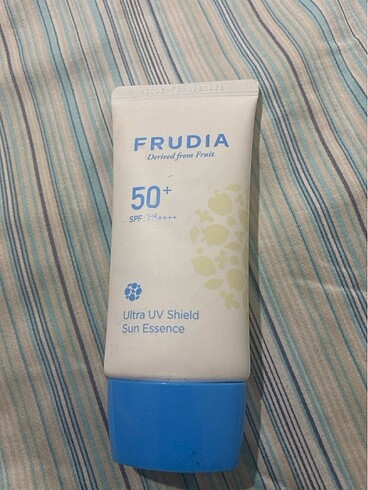 FRUDIA
Derived from Fruit
50+
SPF PA++++
Ultra UV Shield
Sun Essence